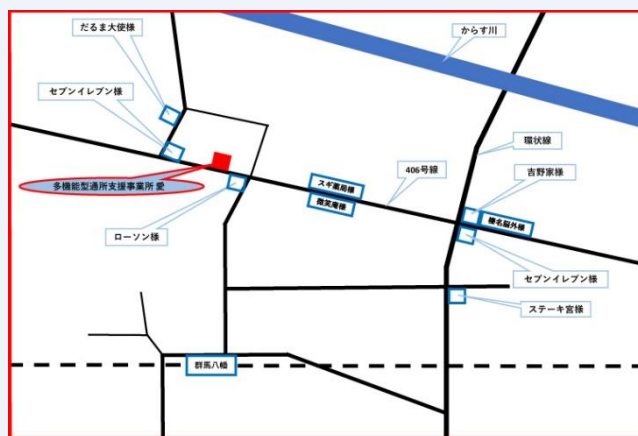 だるま大使様
からす川
セブンイレブン様
環状線
406号線
吉野家様
スギ薬局様
微笑庵様
榛名脳外様
多機能型通所支援事業所 愛
ローソン様
セブンイレブン様
ステーキ宮様
群馬八幡